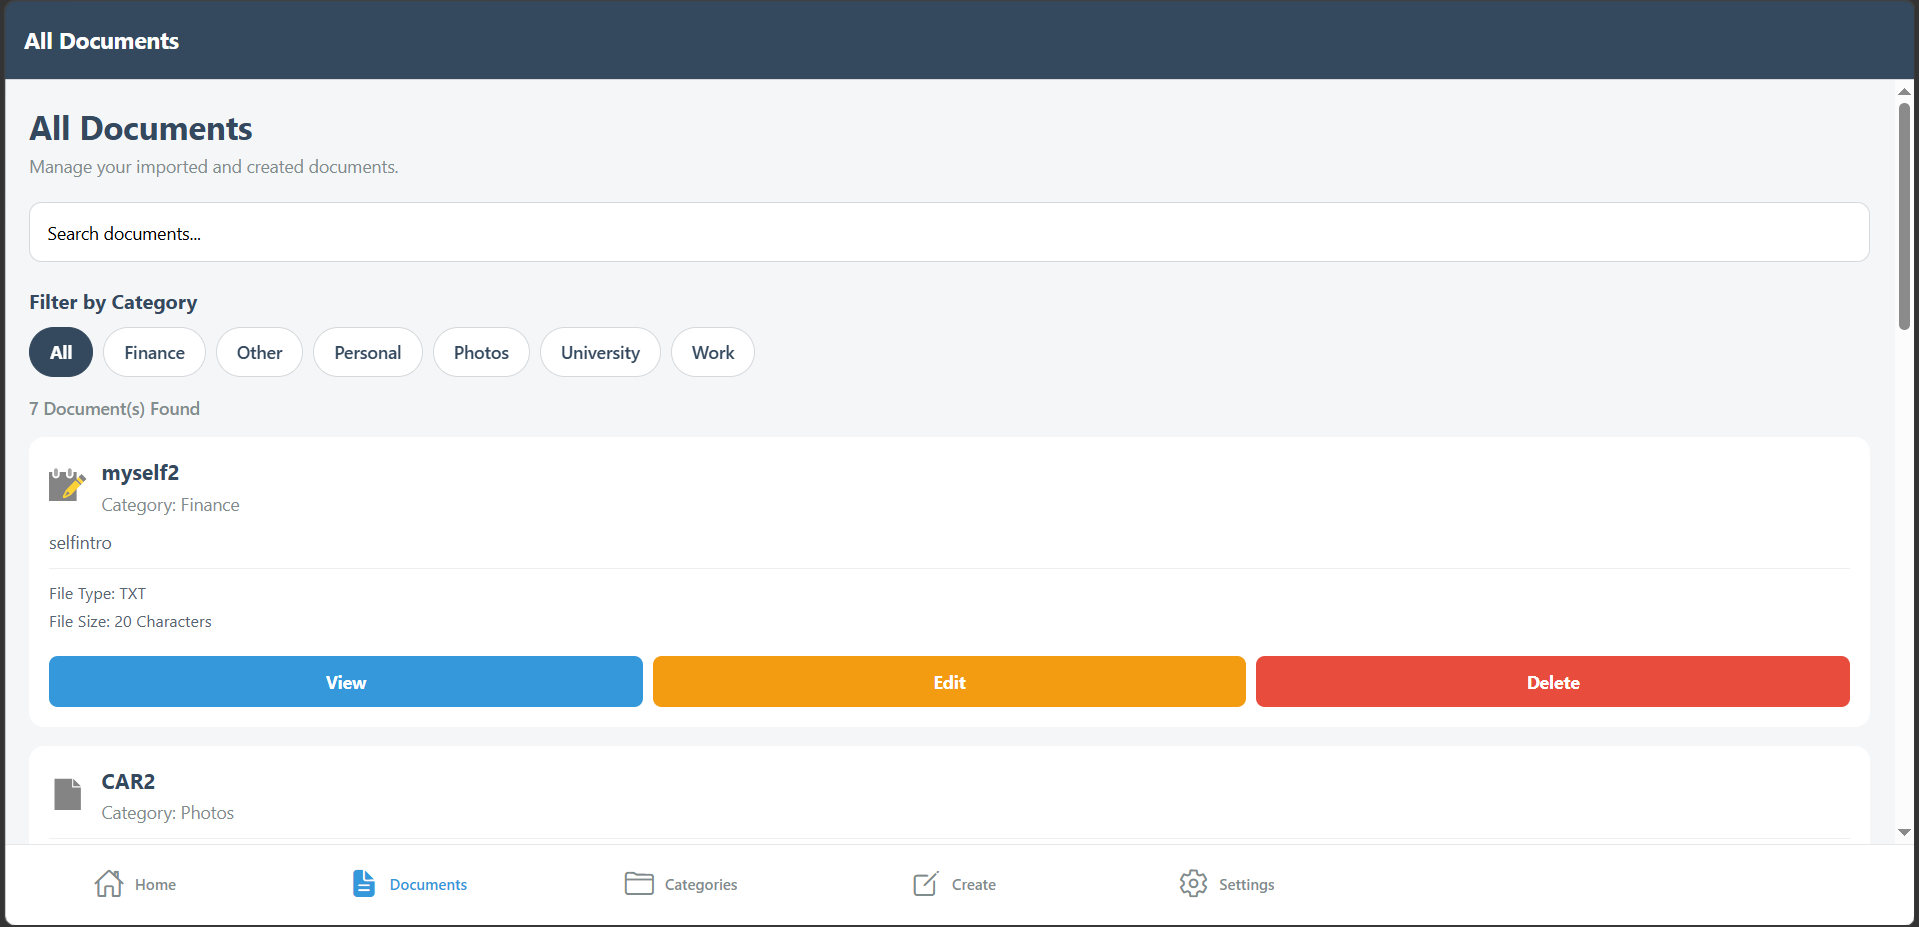 All Documents
All Documents
Manage your imported and created documents.
Search documents...
Filter by Category
All Finance Other Personal Photos University Work
7 Document(s) Found
myself2
Category: Finance
selfintro
File Type: TXT
File Size: 20 Characters
View Edit Delete
CAR2
Category: Photos
Home Documents Categories Create Settings